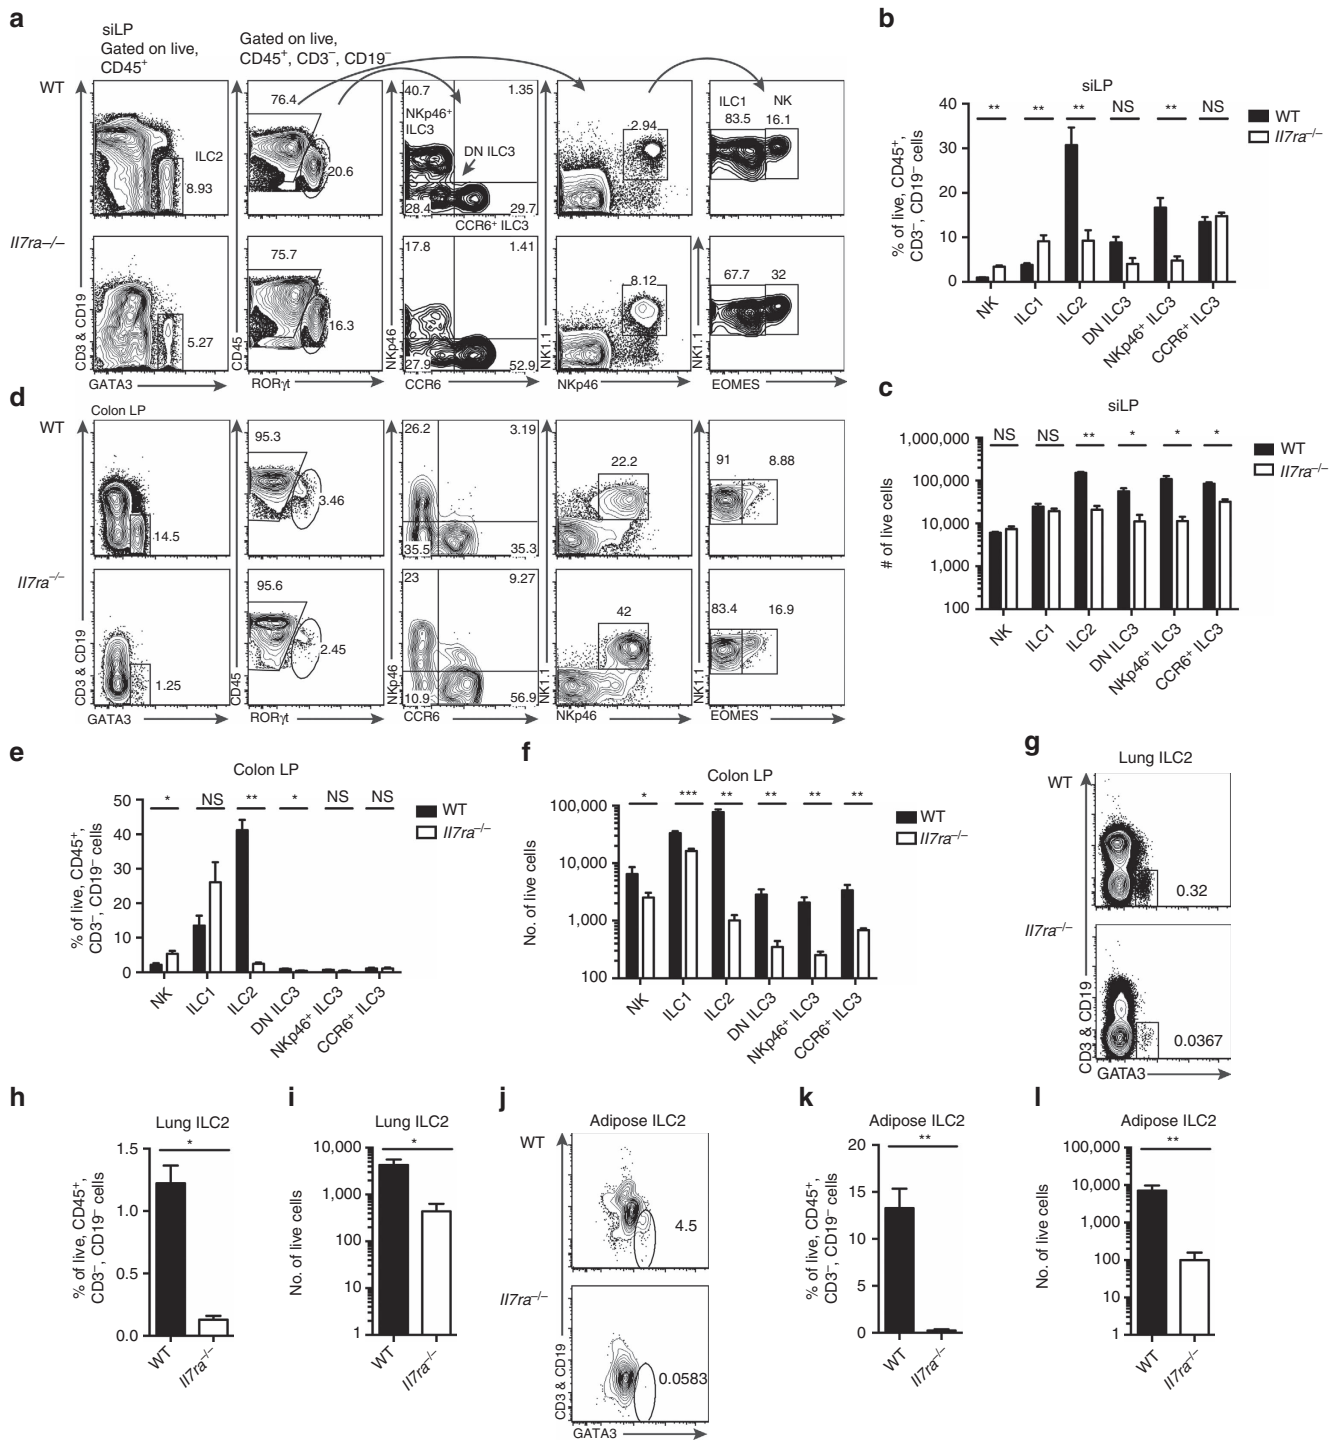 a
siLP
Gated on live,
CD45+
Gated on live,
CD45+, CD3–, CD19–
WT
ILC2
8.93
76.4
20.6
40.7
1.35
NKp46+
ILC3
DN ILC3
28.4
29.7
CCR6+ ILC3
2.94
ILC1
83.5
NK
16.1
Il7ra–/–
5.27
75.7
16.3
17.8
1.41
27.9
52.9
8.12
67.7
32
CD3 & CD19
GATA3
CD45
RORγt
NKp46
CCR6
NK1.1
NKp46
NK1.1
EOMES
b
siLP
WT
Il7ra–/–
% of live, CD45+,
CD3–, CD19– cells
40
30
20
10
0
** ** ** NS ** NS
NK
ILC1
ILC2
DN ILC3
NKp46+ ILC3
CCR6+ ILC3
c
siLP
WT
Il7ra–/–
# of live cells
1,000,000
100,000
10,000
1,000
100
NS NS ** * * *
NK
ILC1
ILC2
DN ILC3
NKp46+ ILC3
CCR6+ ILC3
d
Colon LP
WT
14.5
95.3
3.46
26.2
3.19
35.5
35.3
22.2
91
8.88
Il7ra–/–
1.25
95.6
2.45
23
9.27
10.9
56.9
42
83.4
16.9
CD3 & CD19
GATA3
CD45
RORγt
NKp46
CCR6
NK1.1
NKp46
NK1.1
EOMES
e
Colon LP
WT
Il7ra–/–
% of live, CD45+,
CD3–, CD19– cells
50
40
30
20
10
0
* NS ** * NS NS
NK
ILC1
ILC2
DN ILC3
NKp46+ ILC3
CCR6+ ILC3
f
Colon LP
WT
Il7ra–/–
No. of live cells
100,000
10,000
1,000
100
* *** ** ** ** **
NK
ILC1
ILC2
DN ILC3
NKp46+ ILC3
CCR6+ ILC3
g
Lung ILC2
WT
0.32
Il7ra–/–
0.0367
CD3 & CD19
GATA3
h
Lung ILC2
*
% of live, CD45+,
CD3–, CD19– cells
1.5
1.0
0.5
0.0
WT
Il7ra–/–
i
Lung ILC2
*
No. of live cells
10,000
1,000
100
10
1
WT
Il7ra–/–
j
Adipose ILC2
WT
4.5
Il7ra–/–
0.0583
CD3 & CD19
GATA3
k
Adipose ILC2
**
% of live, CD45+,
CD3–, CD19– cells
20
15
10
5
0
WT
Il7ra–/–
l
Adipose ILC2
**
No. of live cells
100,000
10,000
1,000
100
10
1
WT
Il7ra–/–